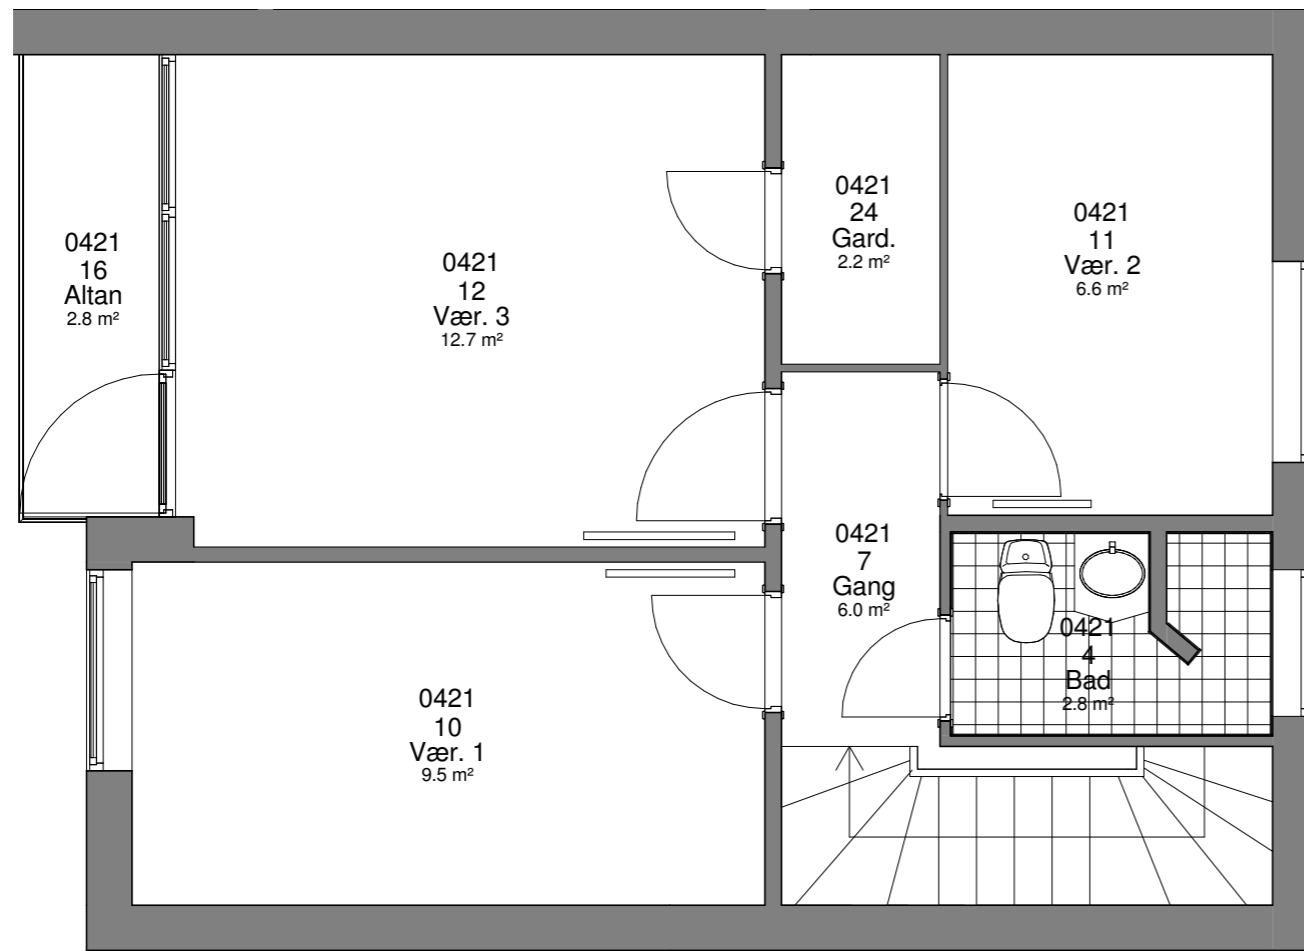 0421
16
Altan
2.8 m²
0421
12
Vær. 3
12.7 m²
0421
24
Gard.
2.2 m²
0421
11
Vær. 2
6.6 m²
0421
7
Gang
6.0 m²
0421
4
Bad
2.8 m²
0421
10
Vær. 1
9.5 m²